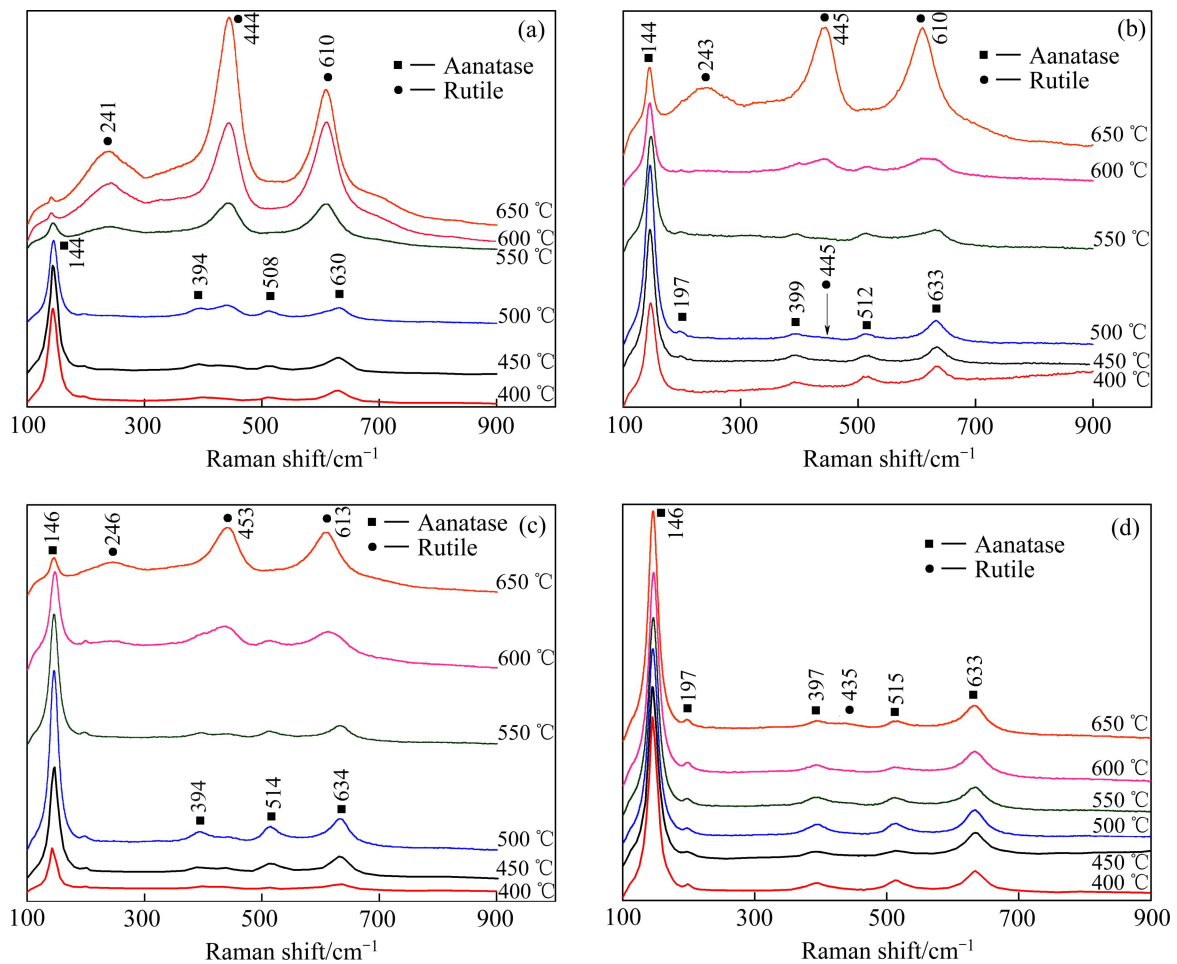 (a)
444
610
241
■ — Aanatase
● — Rutile
650 ℃
600 ℃
550 ℃
144
394
508
630
500 ℃
450 ℃
400 ℃
100 300 500 700 900
Raman shift/cm⁻¹
(b)
144
243
445
610
■ — Aanatase
● — Rutile
650 ℃
600 ℃
550 ℃
197
399
445
512
633
500 ℃
450 ℃
400 ℃
100 300 500 700 900
Raman shift/cm⁻¹
(c)
146
246
453
613
■ — Aanatase
● — Rutile
650 ℃
600 ℃
550 ℃
394
514
634
500 ℃
450 ℃
400 ℃
100 300 500 700 900
Raman shift/cm⁻¹
(d)
146
■ — Aanatase
● — Rutile
197
397
435
515
633
650 ℃
600 ℃
550 ℃
500 ℃
450 ℃
400 ℃
100 300 500 700 900
Raman shift/cm⁻¹